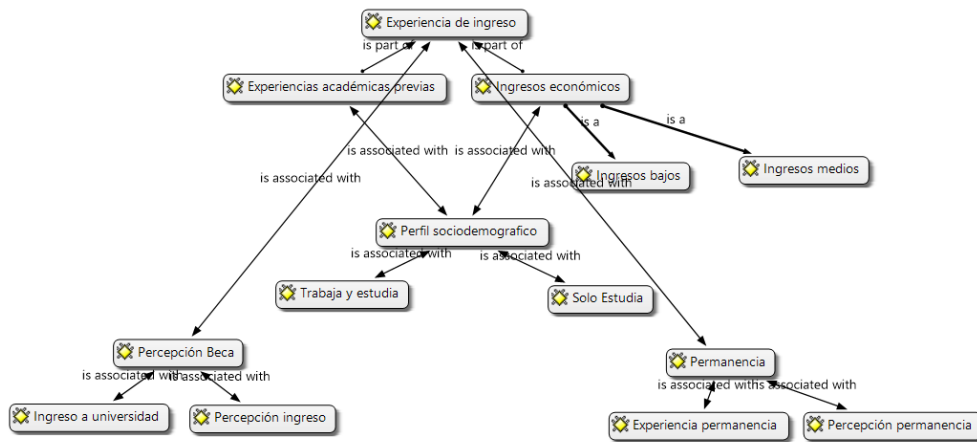 Experiencia de ingreso
is part of
is part of
Experiencias académicas previas
Ingresos económicos
is a
is a
is associated with
is associated with
Ingresos bajos
Ingresos medios
is associated with
is associated with
Perfil sociodemografico
is associated with
is associated with
Trabaja y estudia
Solo Estudia
Percepción Beca
Permanencia
is associated with
is associated with
is associated with
is associated with
Ingreso a universidad
Percepción ingreso
Experiencia permanencia
Percepción permanencia